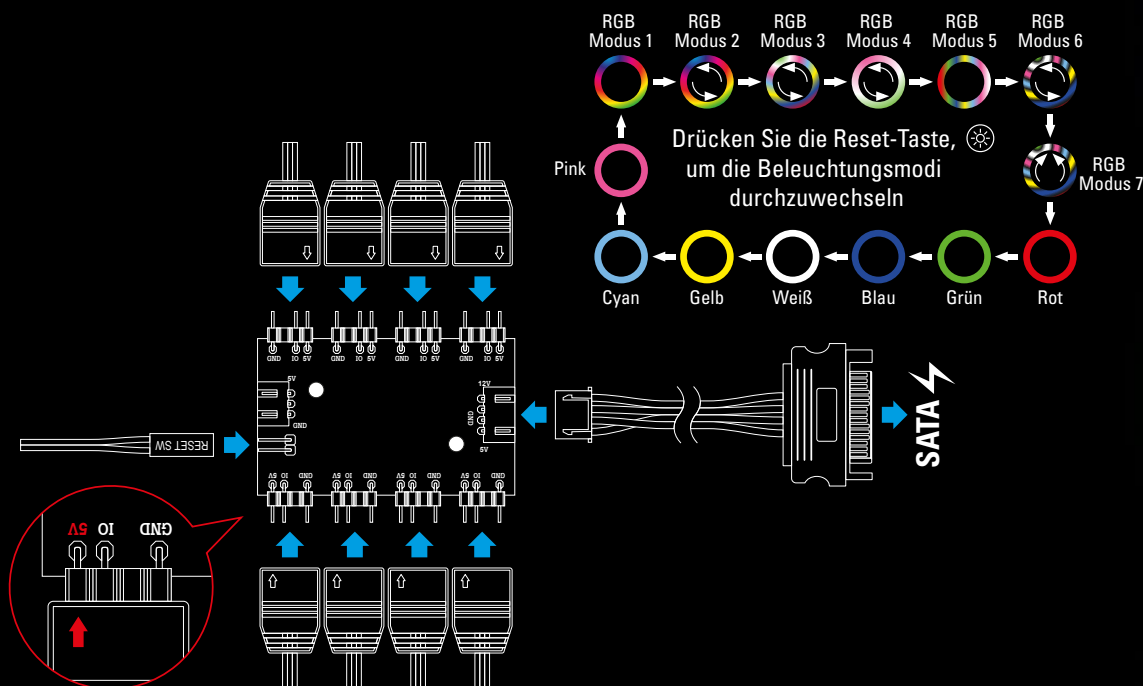 RGB
Modus 1
RGB
Modus 2
RGB
Modus 3
RGB
Modus 4
RGB
Modus 5
RGB
Modus 6
Drücken Sie die Reset-Taste,
um die Beleuchtungsmodi
durchzuwechseln
Pink
RGB
Modus 7
Cyan
Gelb
Weiß
Blau
Grün
Rot
GND IO 5V
GND IO 5V
GND IO 5V
GND IO 5V
5V
GND
12V
GND
5V
RESET SW
SATA
5V IO GND
5V IO GND
5V IO GND
5V IO GND
5V IO GND